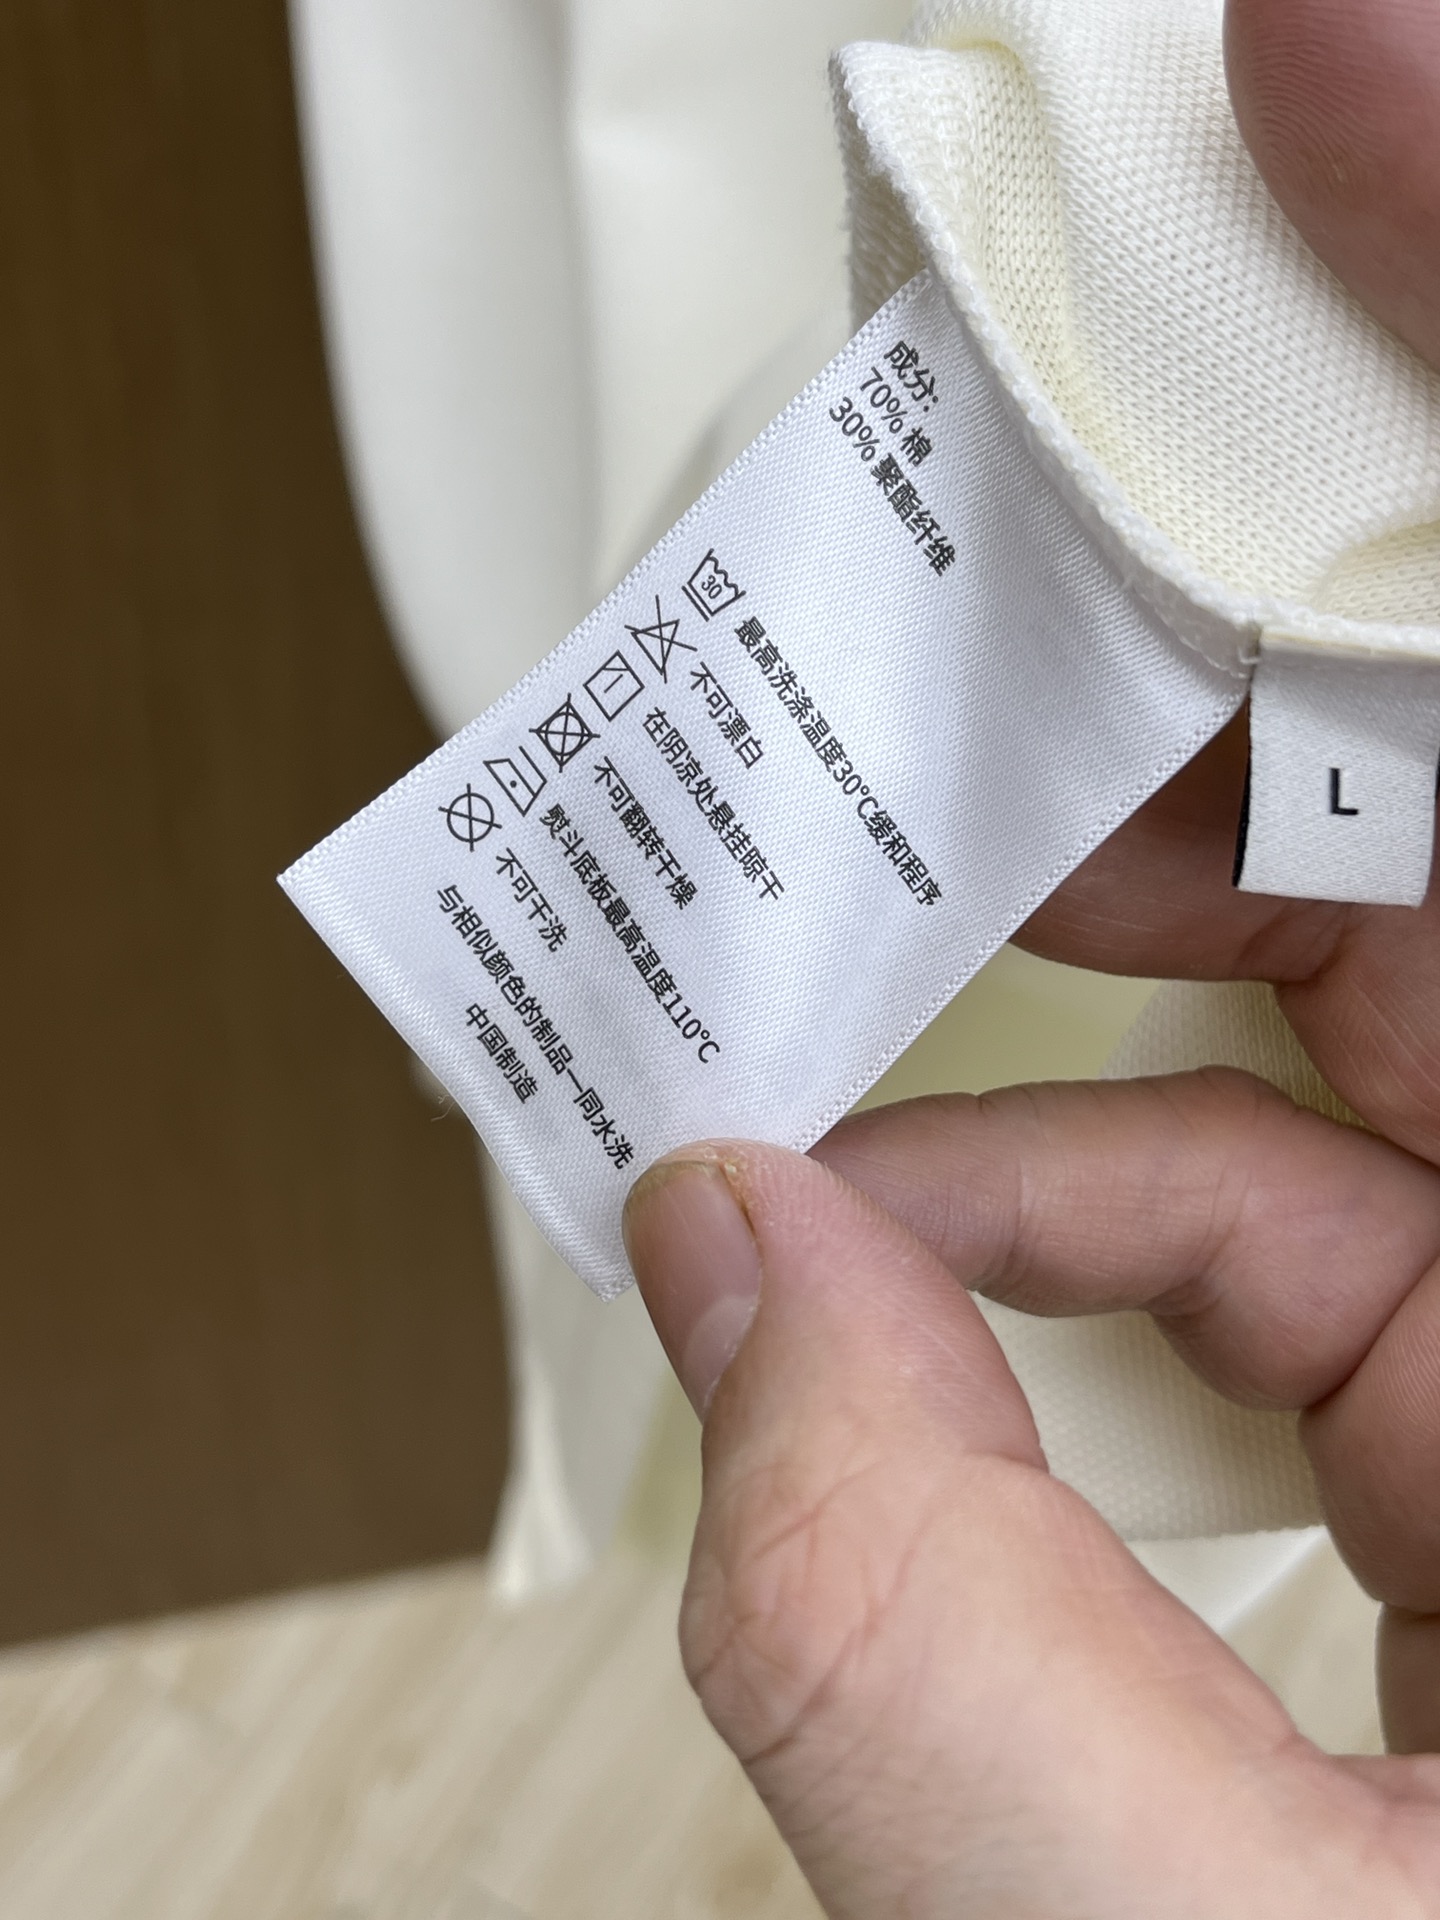 成分：
70% 棉
30% 聚酯纤维
30
最高洗涤温度30°C缓和程序
不可漂白
在阴凉处悬挂晾干
不可翻转干燥
熨斗底板最高温度110°C
不可干洗
与相似颜色的制品一同水洗
中国制造
L